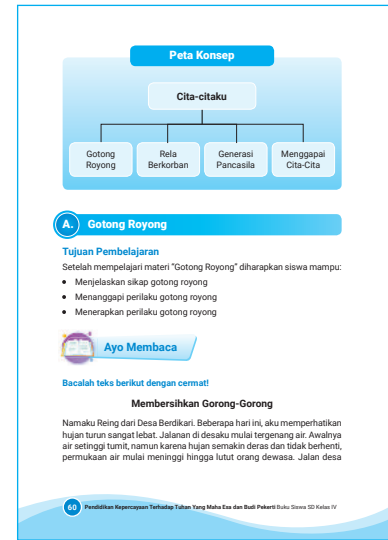 Peta Konsep
Cita-citaku
Gotong
Royong
Rela
Berkorban
Generasi
Pancasila
Menggapai
Cita-Cita
A. Gotong Royong
Tujuan Pembelajaran
Setelah mempelajari materi “Gotong Royong” diharapkan siswa mampu:
• Menjelaskan sikap gotong royong
• Menanggapi perilaku gotong royong
• Menerapkan perilaku gotong royong
Ayo Membaca
Bacalah teks berikut dengan cermat!
Membersihkan Gorong-Gorong
Namaku Reing dari Desa Berdikari. Beberapa hari ini, aku memperhatikan
hujan turun sangat lebat. Jalanan di desaku mulai tergenang air. Awalnya
air setinggi tumit, namun karena hujan semakin deras dan tidak berhenti,
permukaan air mulai meninggi hingga lutut orang dewasa. Jalan desa
60 Pendidikan Kepercayaan Terhadap Tuhan Yang Maha Esa dan Budi Pekerti Buku Siswa SD Kelas IV